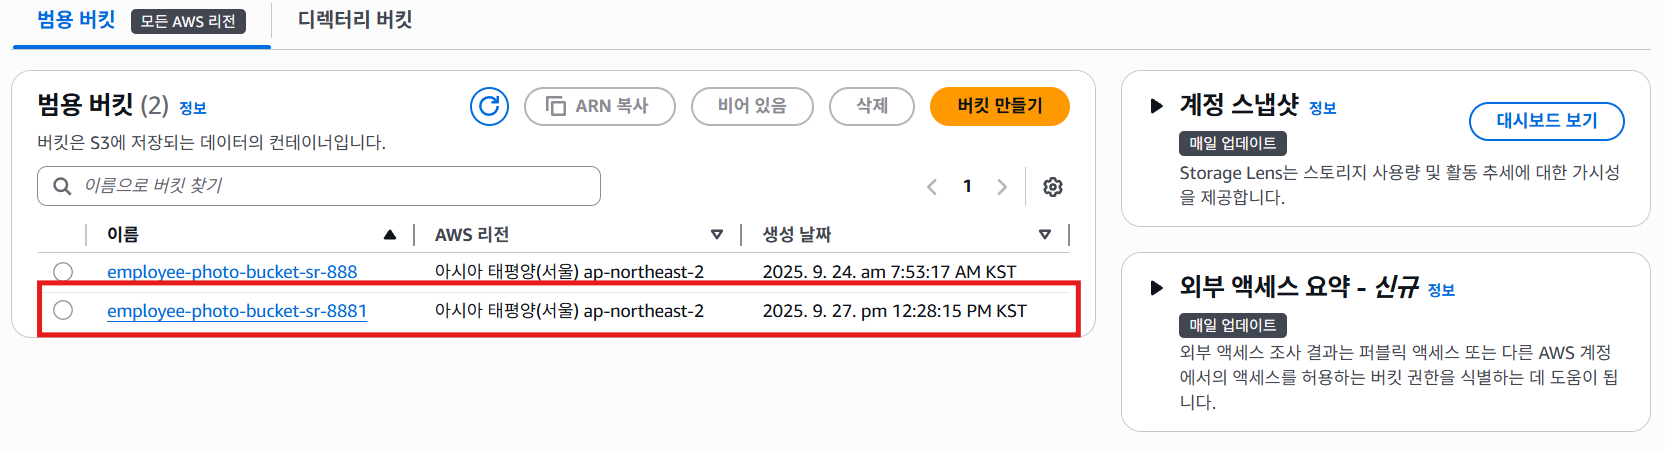 범용 버킷 모든 AWS 리전 디렉터리 버킷
범용 버킷 (2) 정보
ARN 복사 비어 있음 삭제 버킷 만들기
버킷은 S3에 저장되는 데이터의 컨테이너입니다.
이름으로 버킷 찾기
1
이름 AWS 리전 생성 날짜
employee-photo-bucket-sr-888 아시아 태평양(서울) ap-northeast-2 2025. 9. 24. am 7:53:17 AM KST
employee-photo-bucket-sr-8881 아시아 태평양(서울) ap-northeast-2 2025. 9. 27. pm 12:28:15 PM KST
계정 스냅샷 정보
대시보드 보기
매일 업데이트
Storage Lens는 스토리지 사용량 및 활동 추세에 대한 가시성
을 제공합니다.
외부 액세스 요약 - 신규 정보
매일 업데이트
외부 액세스 조사 결과는 퍼블릭 액세스 또는 다른 AWS 계정
에서의 액세스를 허용하는 버킷 권한을 식별하는 데 도움이 됩
니다.